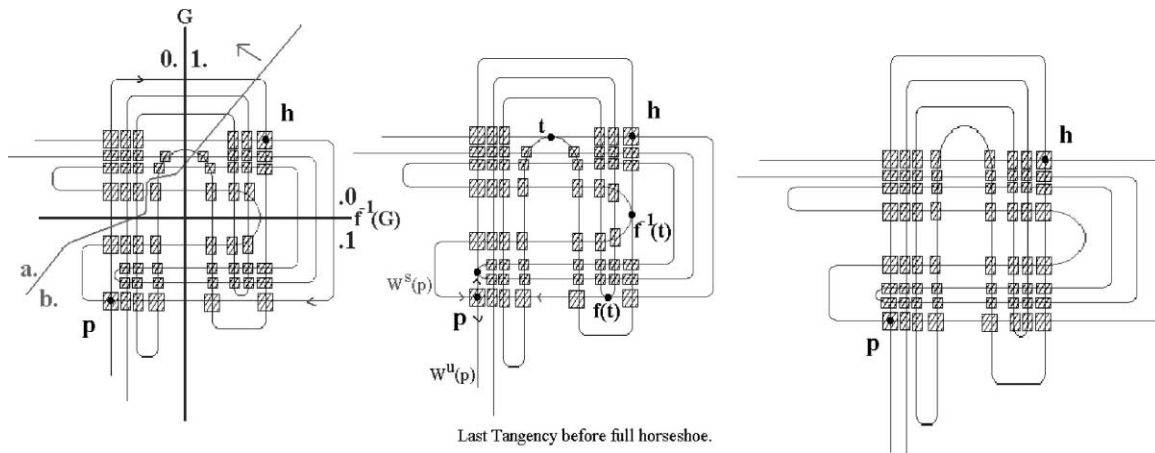 G
0. 1.
h
.0
f⁻¹(G)
.1
a.
b.
p
t
h
f⁻¹(t)
Wˢ(p)
p
f(t)
Wᵘ(p)
h
p
Last Tangency before full horseshoe.